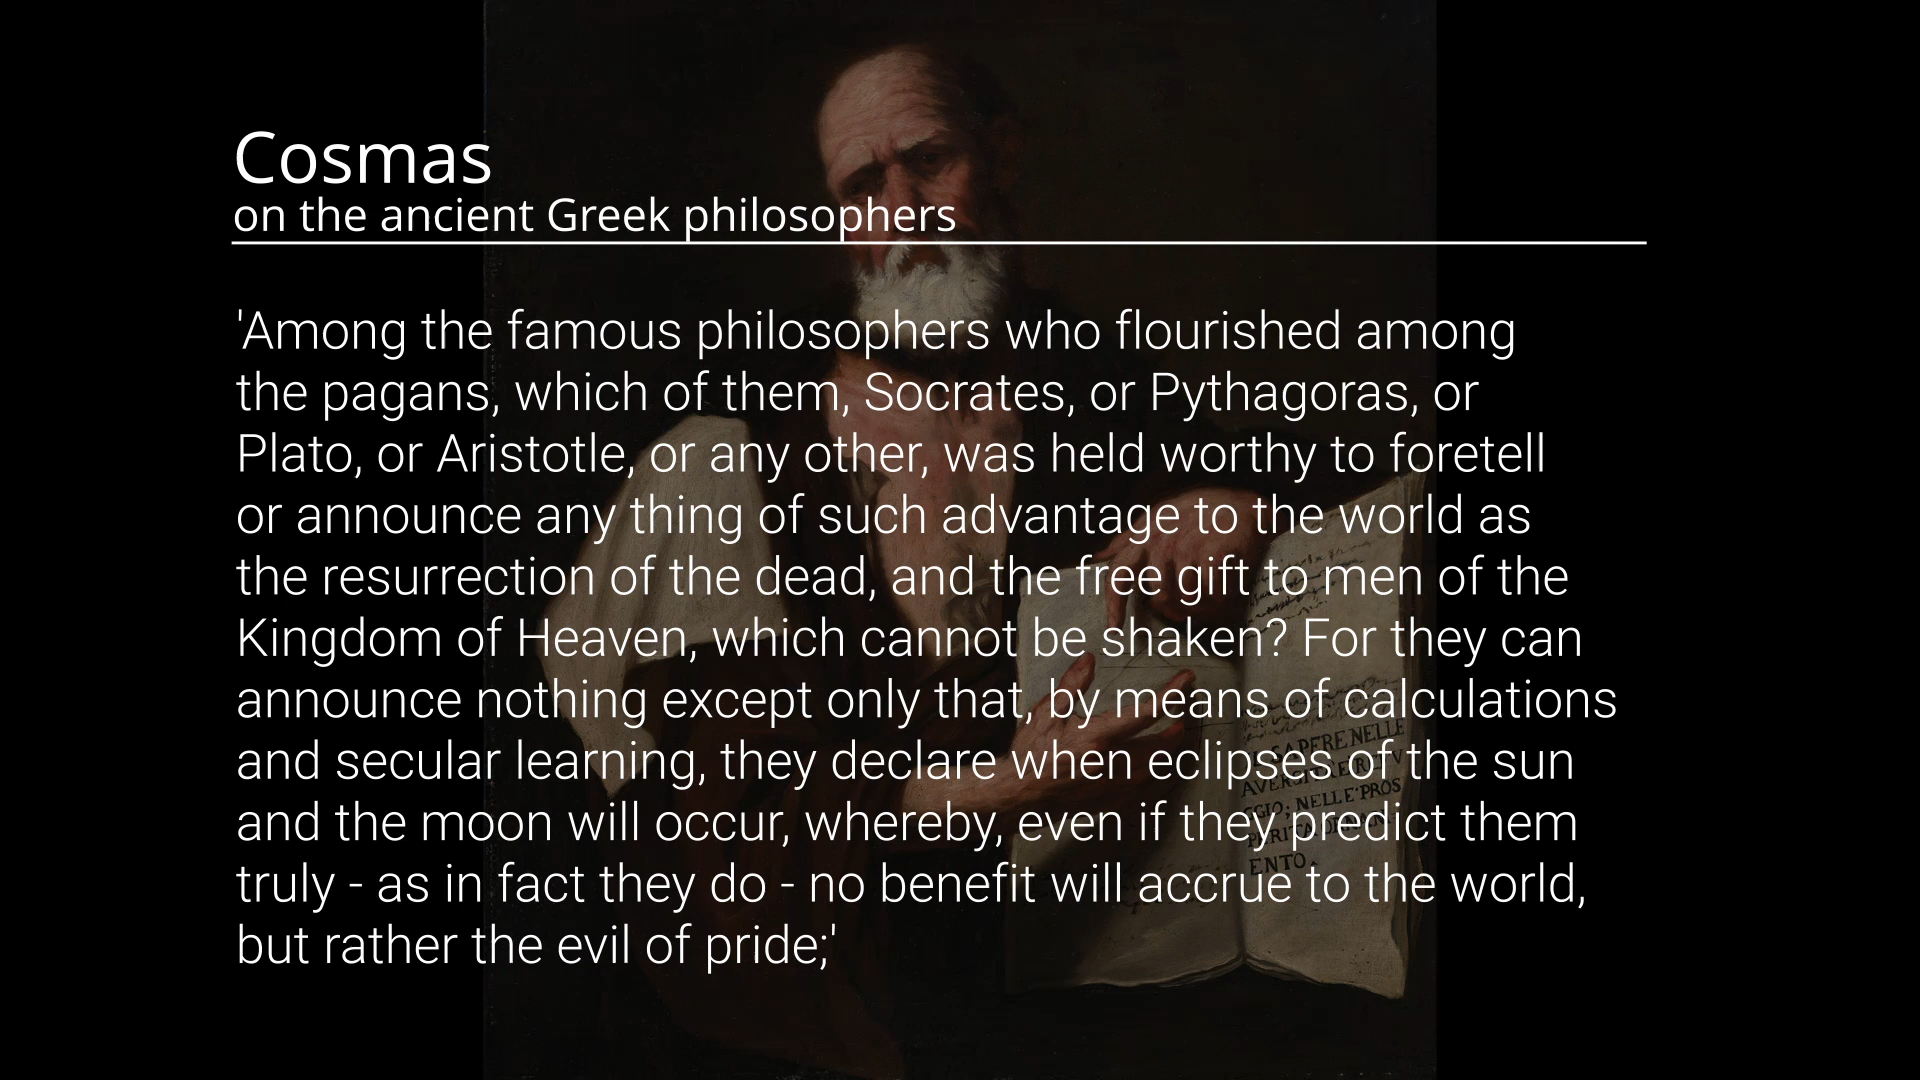 Cosmas
on the ancient Greek philosophers
'Among the famous philosophers who flourished among
the pagans, which of them, Socrates, or Pythagoras, or
Plato, or Aristotle, or any other, was held worthy to foretell
or announce any thing of such advantage to the world as
the resurrection of the dead, and the free gift to men of the
Kingdom of Heaven, which cannot be shaken? For they can
announce nothing except only that, by means of calculations
and secular learning, they declare when eclipses of the sun
and the moon will occur, whereby, even if they predict them
truly - as in fact they do - no benefit will accrue to the world,
but rather the evil of pride;'
NELLE
GGIO; NELLE PROS
ENTO.